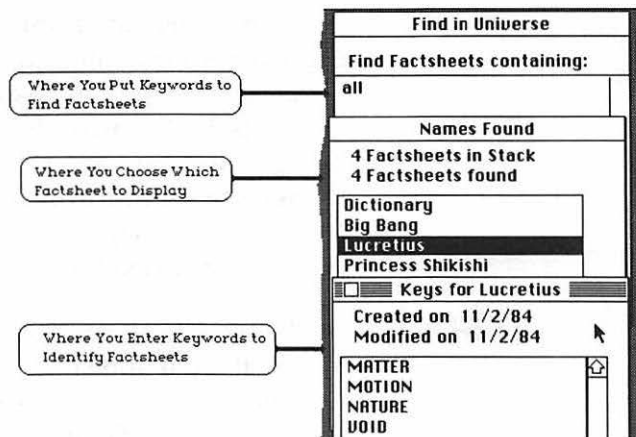 Find in Universe
Find Factsheets containing:
all
Where You Put Keywords to
Find Factsheets
Names Found
4 Factsheets in Stack
4 Factsheets found
Where You Choose Which
Factsheet to Display
Dictionary
Big Bang
Lucretius
Princess Shikishi
Keys for Lucretius
Created on 11/2/84
Modified on 11/2/84
Where You Enter Keywords to
Identify Factsheets
MATTER
MOTION
NATURE
VOID